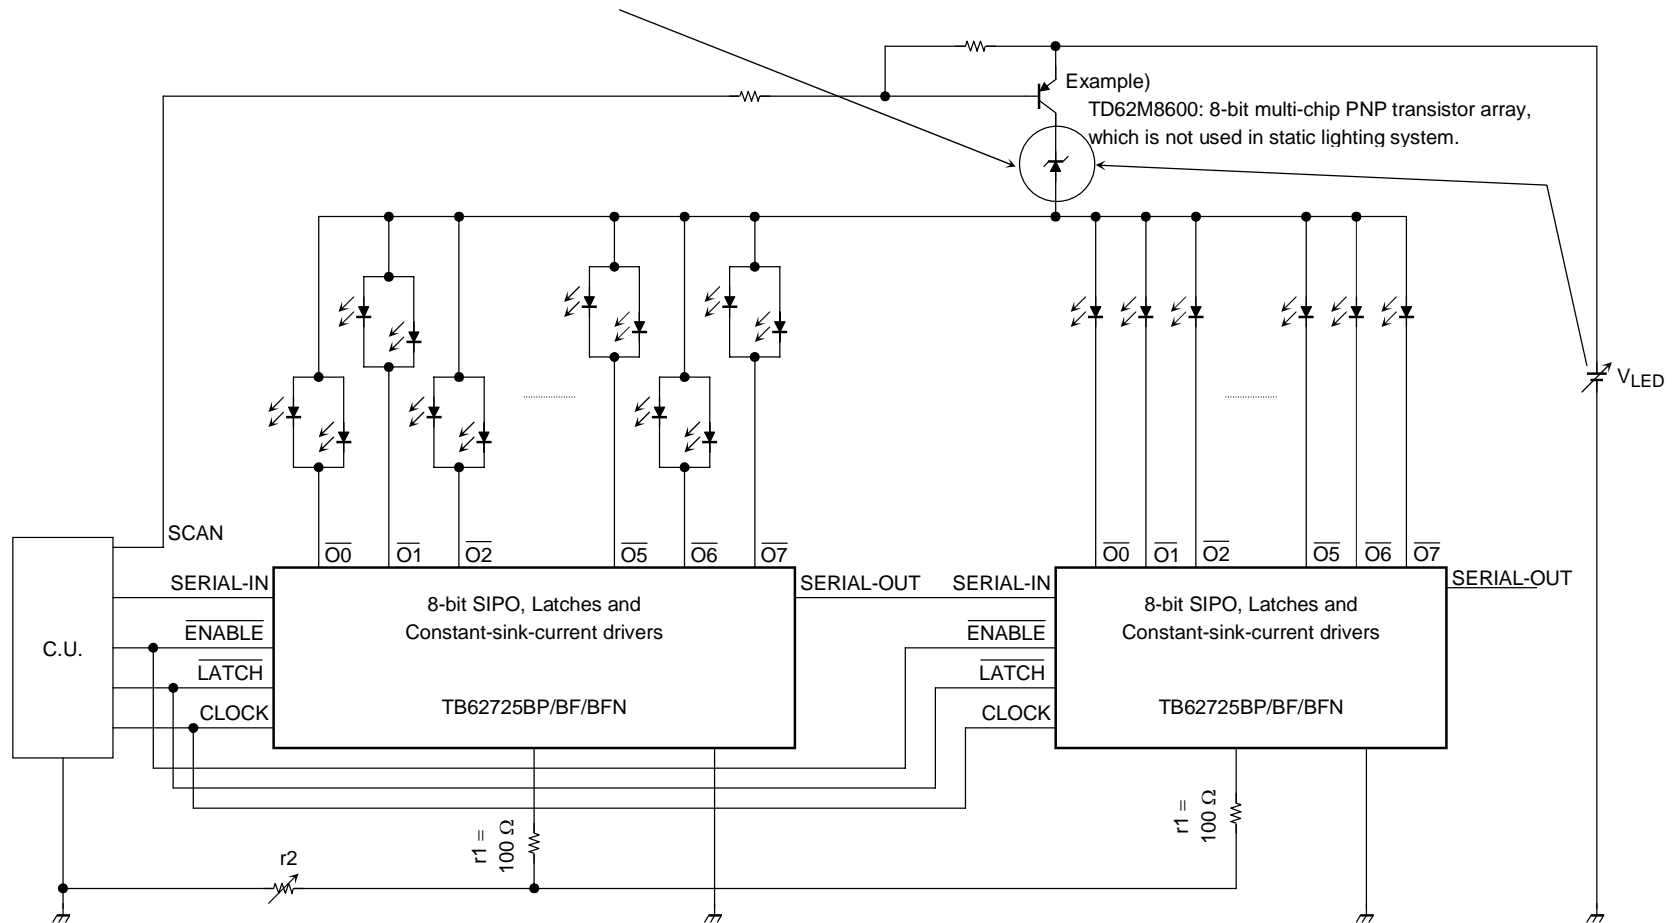 Example)
TD62M8600: 8-bit multi-chip PNP transistor array,
which is not used in static lighting system.
VLED
SCAN
O0 O1 O2 O5 O6 O7
O0 O1 O2 O5 O6 O7
C.U.
SERIAL-IN
ENABLE
LATCH
CLOCK
8-bit SIPO, Latches and
Constant-sink-current drivers
TB62725BP/BF/BFN
SERIAL-OUT
SERIAL-IN
ENABLE
LATCH
CLOCK
8-bit SIPO, Latches and
Constant-sink-current drivers
TB62725BP/BF/BFN
SERIAL-OUT
r1 =
100 Ω
r1 =
100 Ω
r2